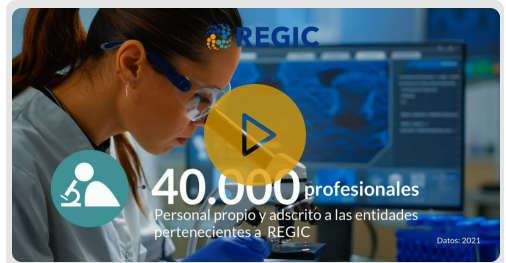 REGIC
40.000 profesionales
Personal propio y adscrito a las entidades
pertenecientes a REGIC
Datos: 2021